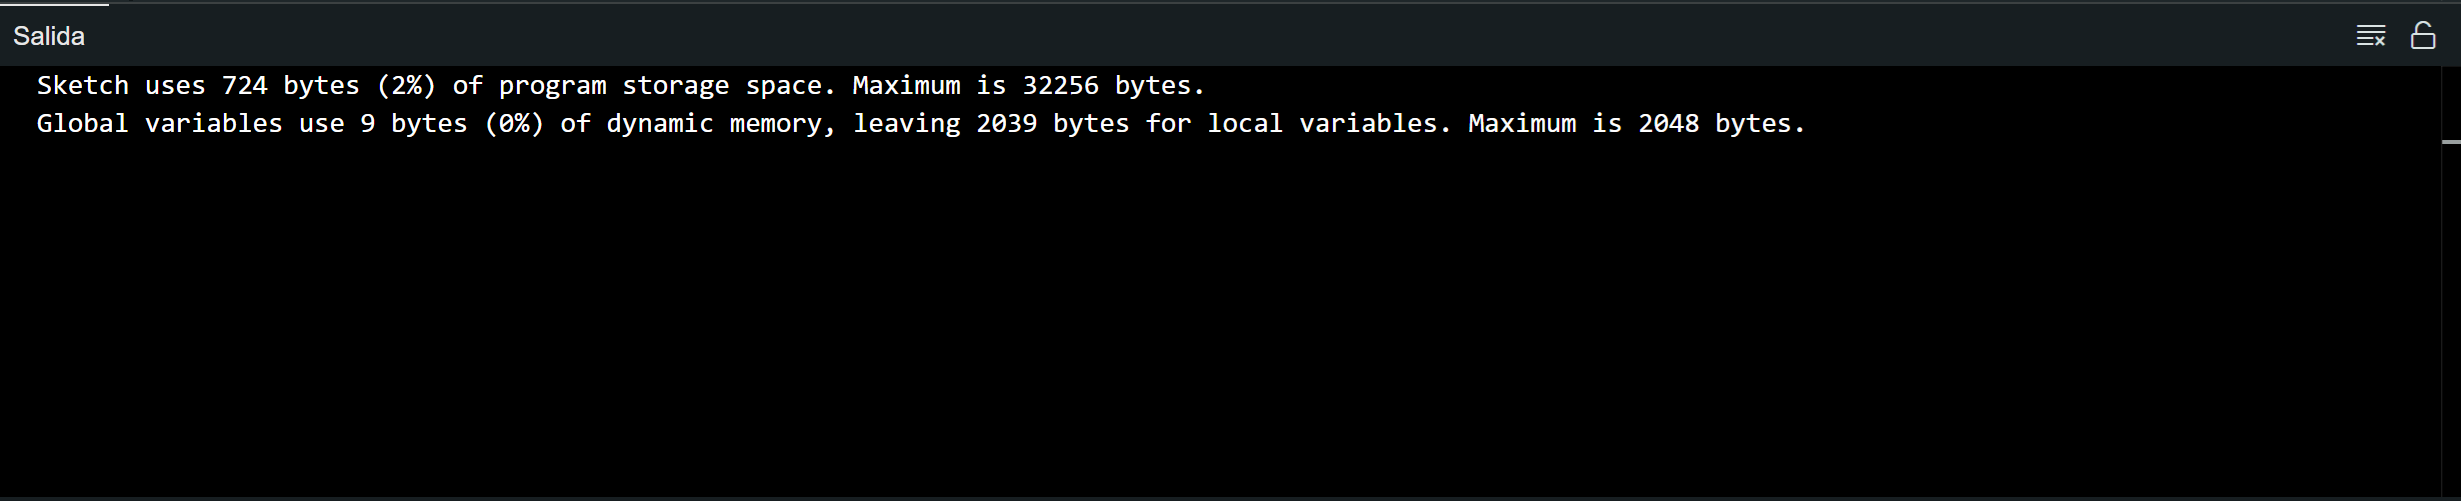 Salida
Sketch uses 724 bytes (2%) of program storage space. Maximum is 32256 bytes.
Global variables use 9 bytes (0%) of dynamic memory, leaving 2039 bytes for local variables. Maximum is 2048 bytes.